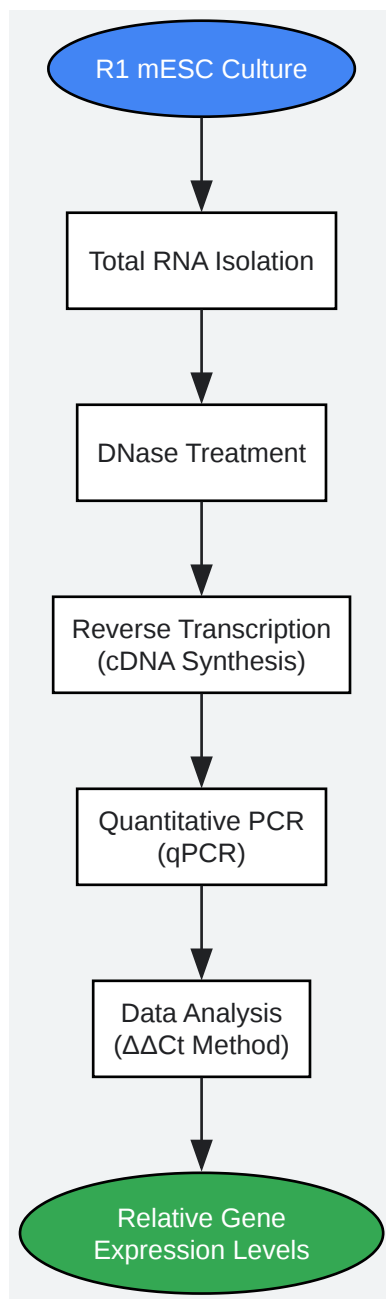 R1 mESC Culture
Total RNA Isolation
DNase Treatment
Reverse Transcription
(cDNA Synthesis)
Quantitative PCR
(qPCR)
Data Analysis
(ΔΔCt Method)
Relative Gene
Expression Levels